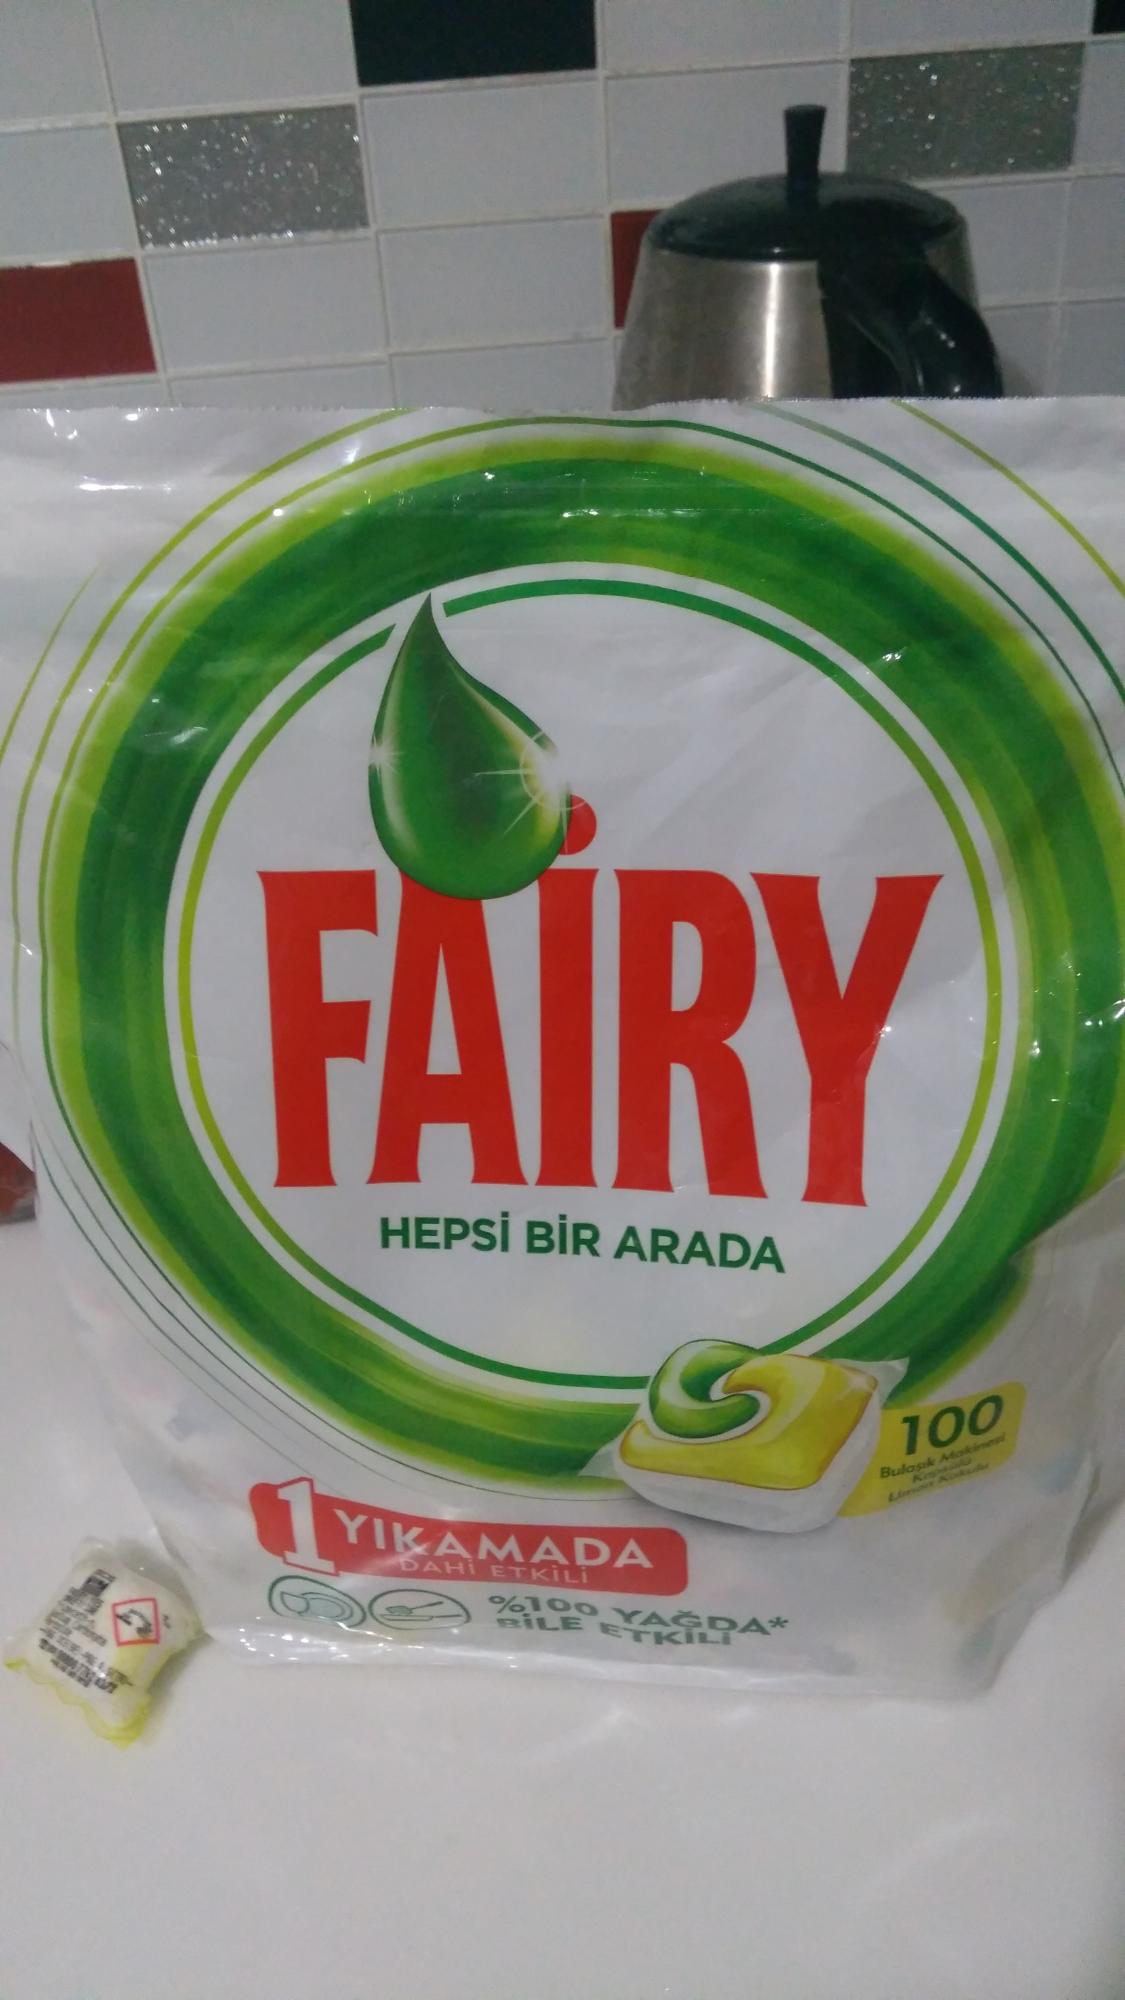 FAİRY
HEPSİ BİR ARADA
100
Bulaşık Makinesi
Kapsülü
Limon Kokulu
1 YIKAMADA
DAHİ ETKİLİ
%100 YAĞDA*
BİLE ETKİLİ